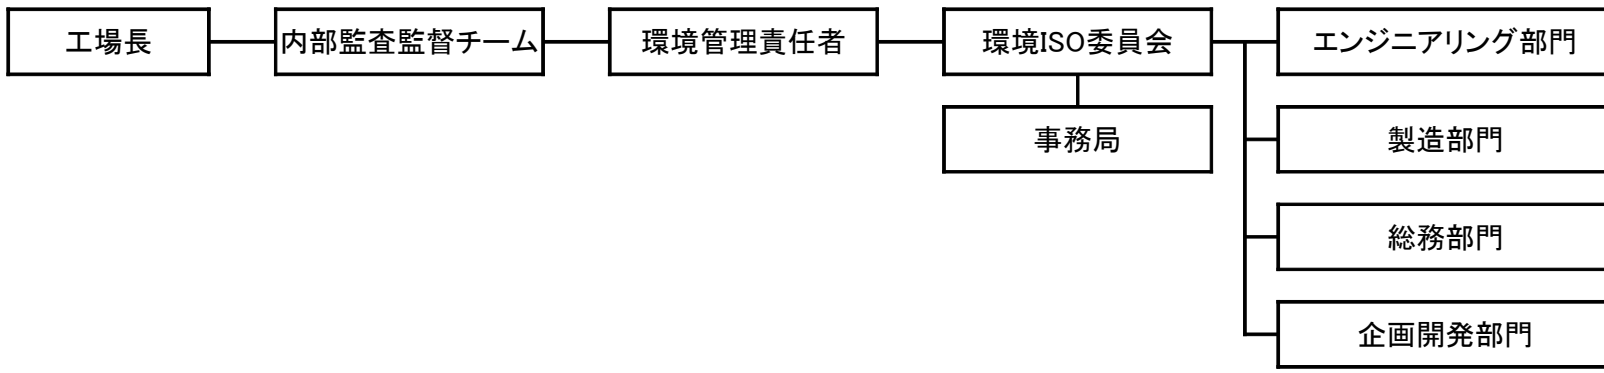 工場長
内部監査監督チーム
環境管理責任者
環境ISO委員会
エンジニアリング部門
事務局
製造部門
総務部門
企画開発部門